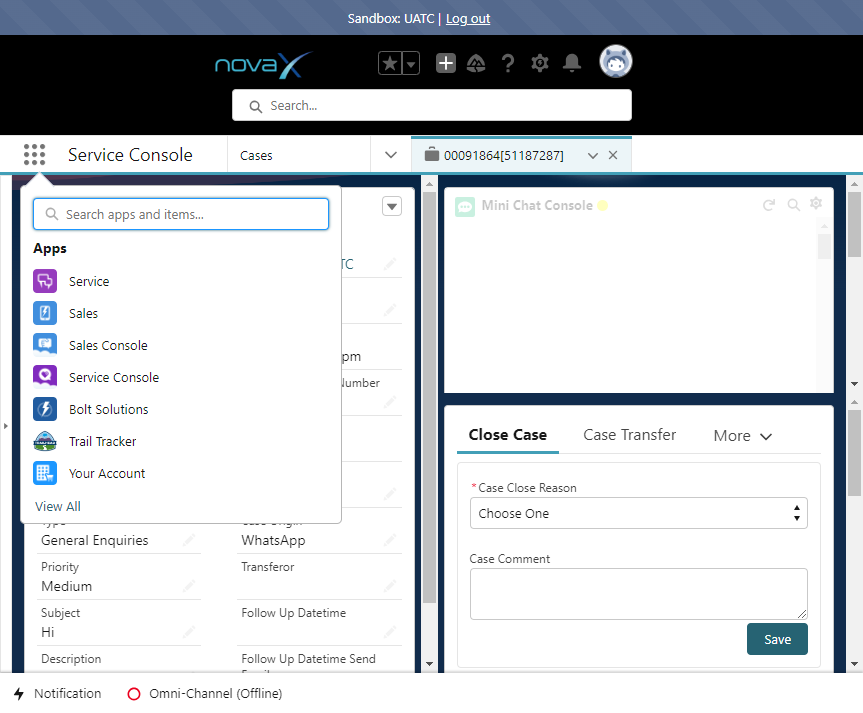 Sandbox: UATC | Log out
novaX
Search...
Service Console
Cases
00091864[51187287]
Search apps and items...
Apps
Service
Sales
Sales Console
Service Console
Bolt Solutions
Trail Tracker
Your Account
View All
TC
pm
Number
Type
Case Origin
General Enquiries
WhatsApp
Priority
Transferor
Medium
Subject
Follow Up Datetime
Hi
Description
Follow Up Datetime Send
Mini Chat Console
Close Case
Case Transfer
More
*Case Close Reason
Choose One
Case Comment
Save
Notification
Omni-Channel (Offline)